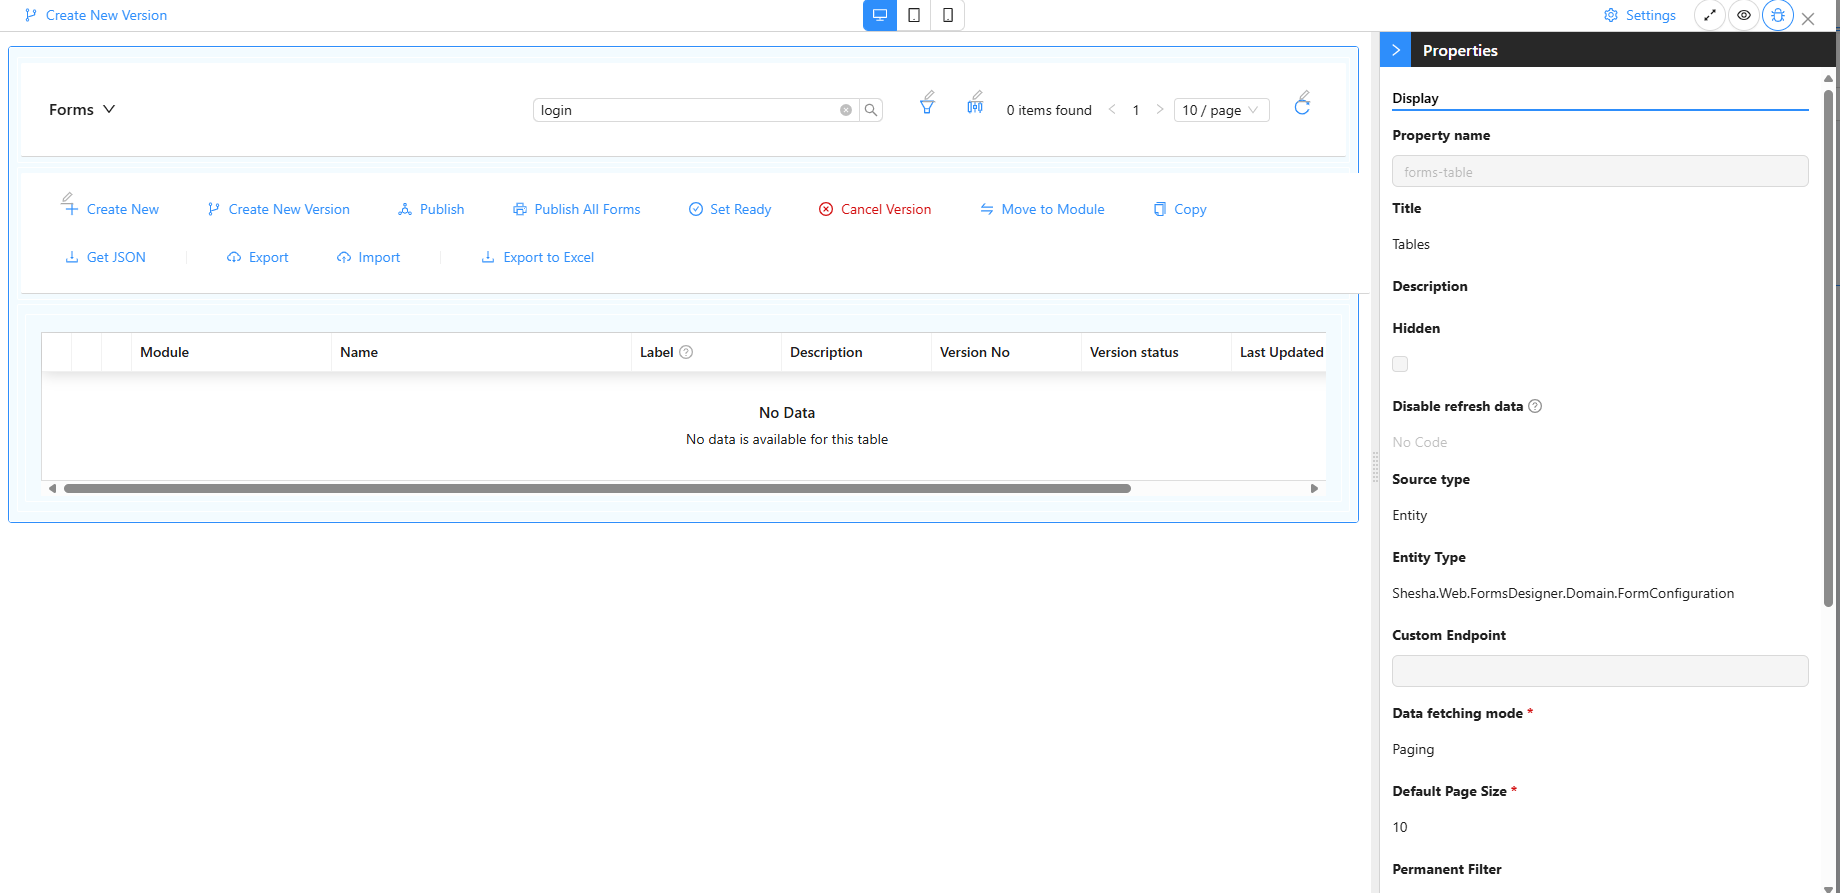 Create New Version
Settings
Properties
Forms
login
0 items found
1
10 / page
Create New
Create New Version
Publish
Publish All Forms
Set Ready
Cancel Version
Move to Module
Copy
Get JSON
Export
Import
Export to Excel
Module
Name
Label
Description
Version No
Version status
Last Updated
No Data
No data is available for this table
Display
Property name
forms-table
Title
Tables
Description
Hidden
Disable refresh data
No Code
Source type
Entity
Entity Type
Shesha.Web.FormsDesigner.Domain.FormConfiguration
Custom Endpoint
Data fetching mode *
Paging
Default Page Size *
10
Permanent Filter